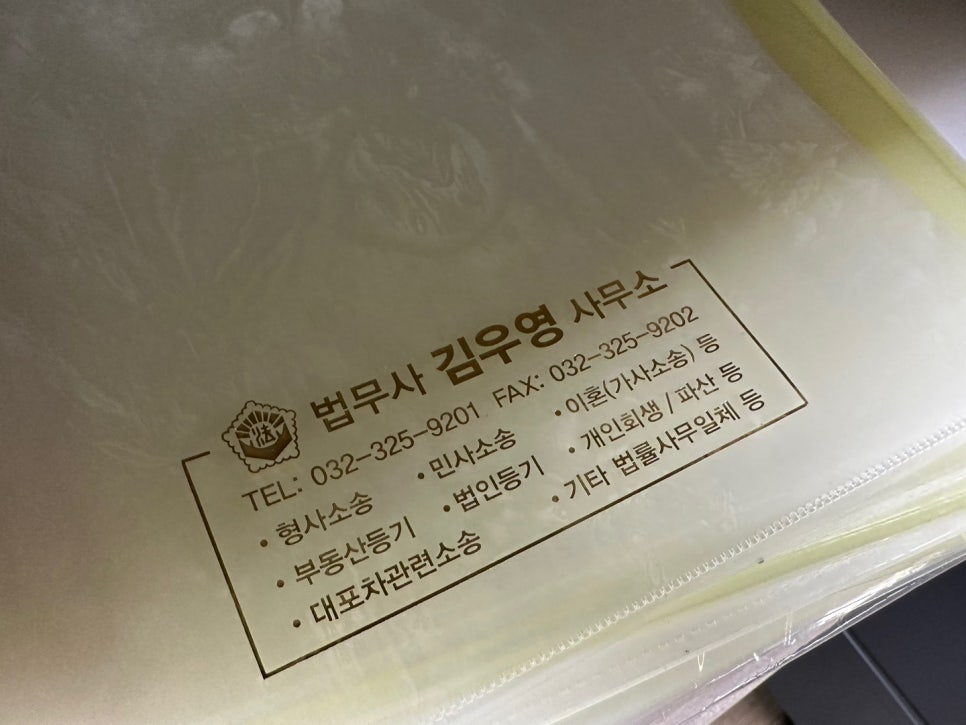 법무사 김우영 사무소
TEL: 032-325-9201 FAX: 032-325-9202
• 형사소송 • 민사소송 • 이혼(가사소송) 등
• 부동산등기 • 법인등기 • 개인회생 / 파산 등
• 대포차관련소송 • 기타 법률사무일체 등